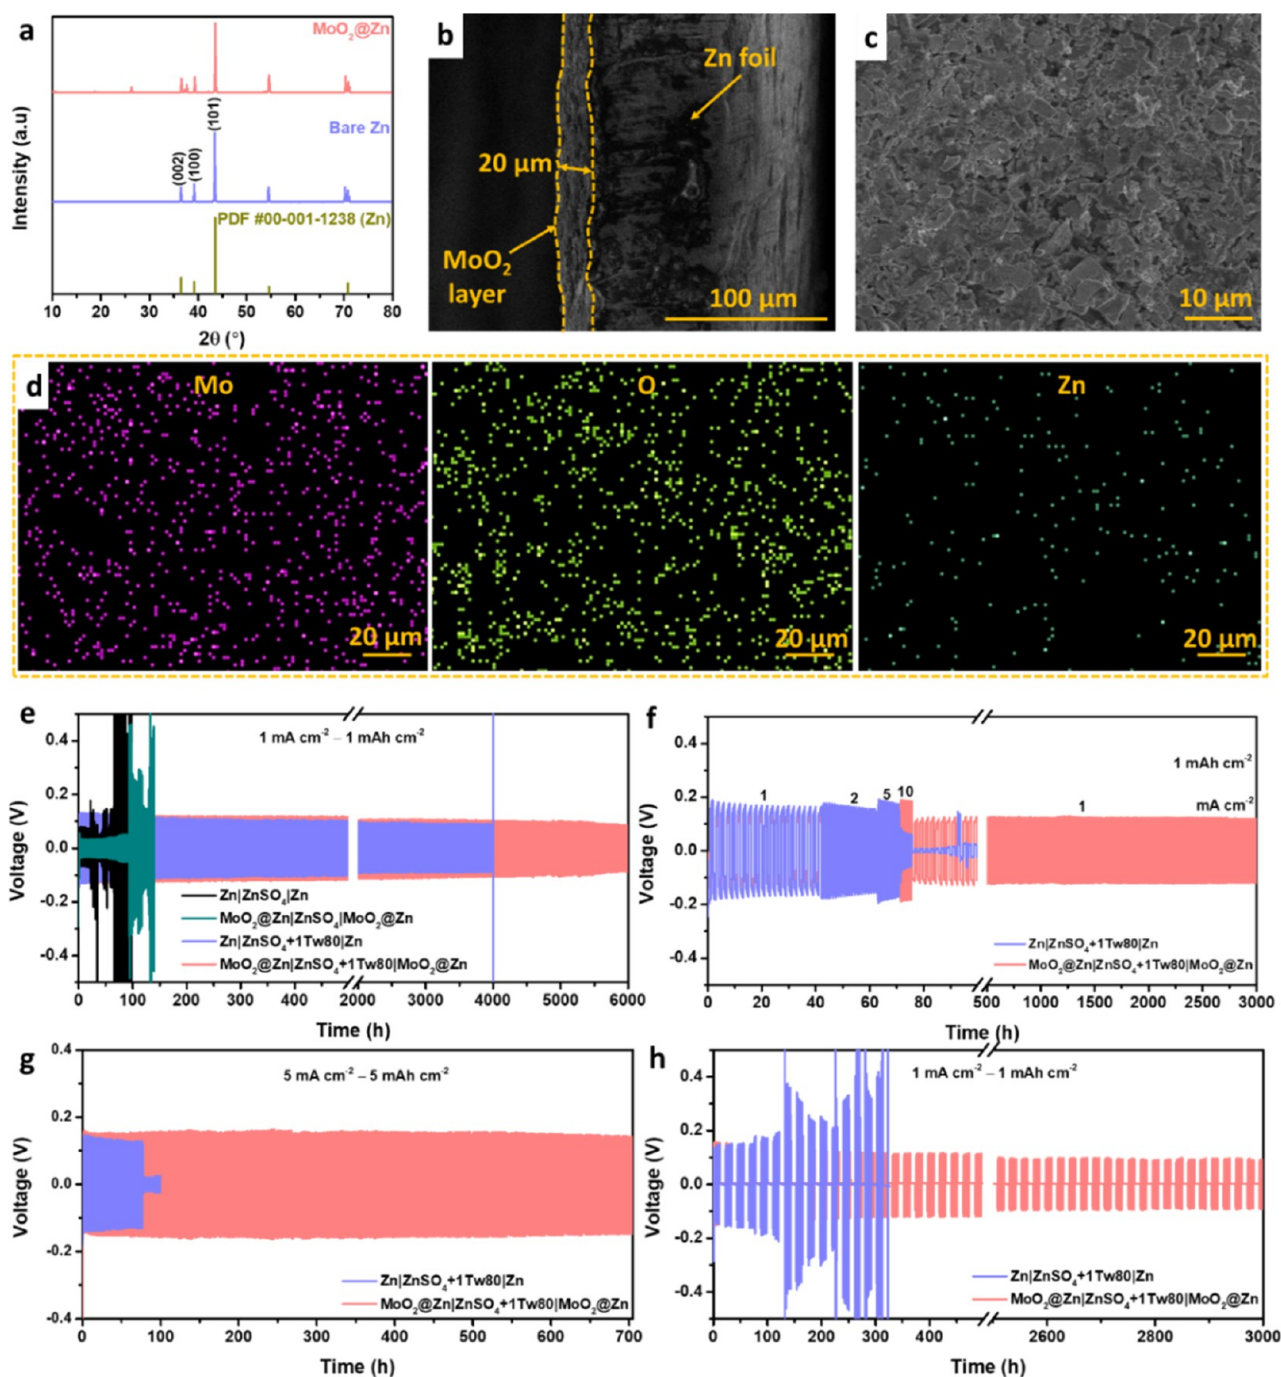 a
MoO₂@Zn
Bare Zn
(101)
(002)
(100)
PDF #00-001-1238 (Zn)
Intensity (a.u)
10 20 30 40 50 60 70 80
2θ (°)
b
Zn foil
20 μm
MoO₂
layer
100 μm
c
10 μm
d
Mo
20 μm
O
20 μm
Zn
20 μm
e
1 mA cm⁻² – 1 mAh cm⁻²
Voltage (V)
0.4
0.2
0.0
-0.2
-0.4
Zn|ZnSO₄|Zn
MoO₂@Zn|ZnSO₄|MoO₂@Zn
Zn|ZnSO₄+1Tw80|Zn
MoO₂@Zn|ZnSO₄+1Tw80|MoO₂@Zn
0 100 200 300 400 3000 4000 5000 6000
Time (h)
f
1 mAh cm⁻²
mA cm⁻²
1 2 5 10 1
Voltage (V)
0.4
0.2
0.0
-0.2
-0.4
Zn|ZnSO₄+1Tw80|Zn
MoO₂@Zn|ZnSO₄+1Tw80|MoO₂@Zn
0 20 40 60 80 500 1000 1500 2000 2500 3000
Time (h)
g
5 mA cm⁻² – 5 mAh cm⁻²
Voltage (V)
0.4
0.2
0.0
-0.2
-0.4
Zn|ZnSO₄+1Tw80|Zn
MoO₂@Zn|ZnSO₄+1Tw80|MoO₂@Zn
0 100 200 300 400 500 600 700
Time (h)
h
1 mA cm⁻² – 1 mAh cm⁻²
Voltage (V)
0.4
0.2
0.0
-0.2
-0.4
Zn|ZnSO₄+1Tw80|Zn
MoO₂@Zn|ZnSO₄+1Tw80|MoO₂@Zn
0 100 200 300 400 2600 2800 3000
Time (h)